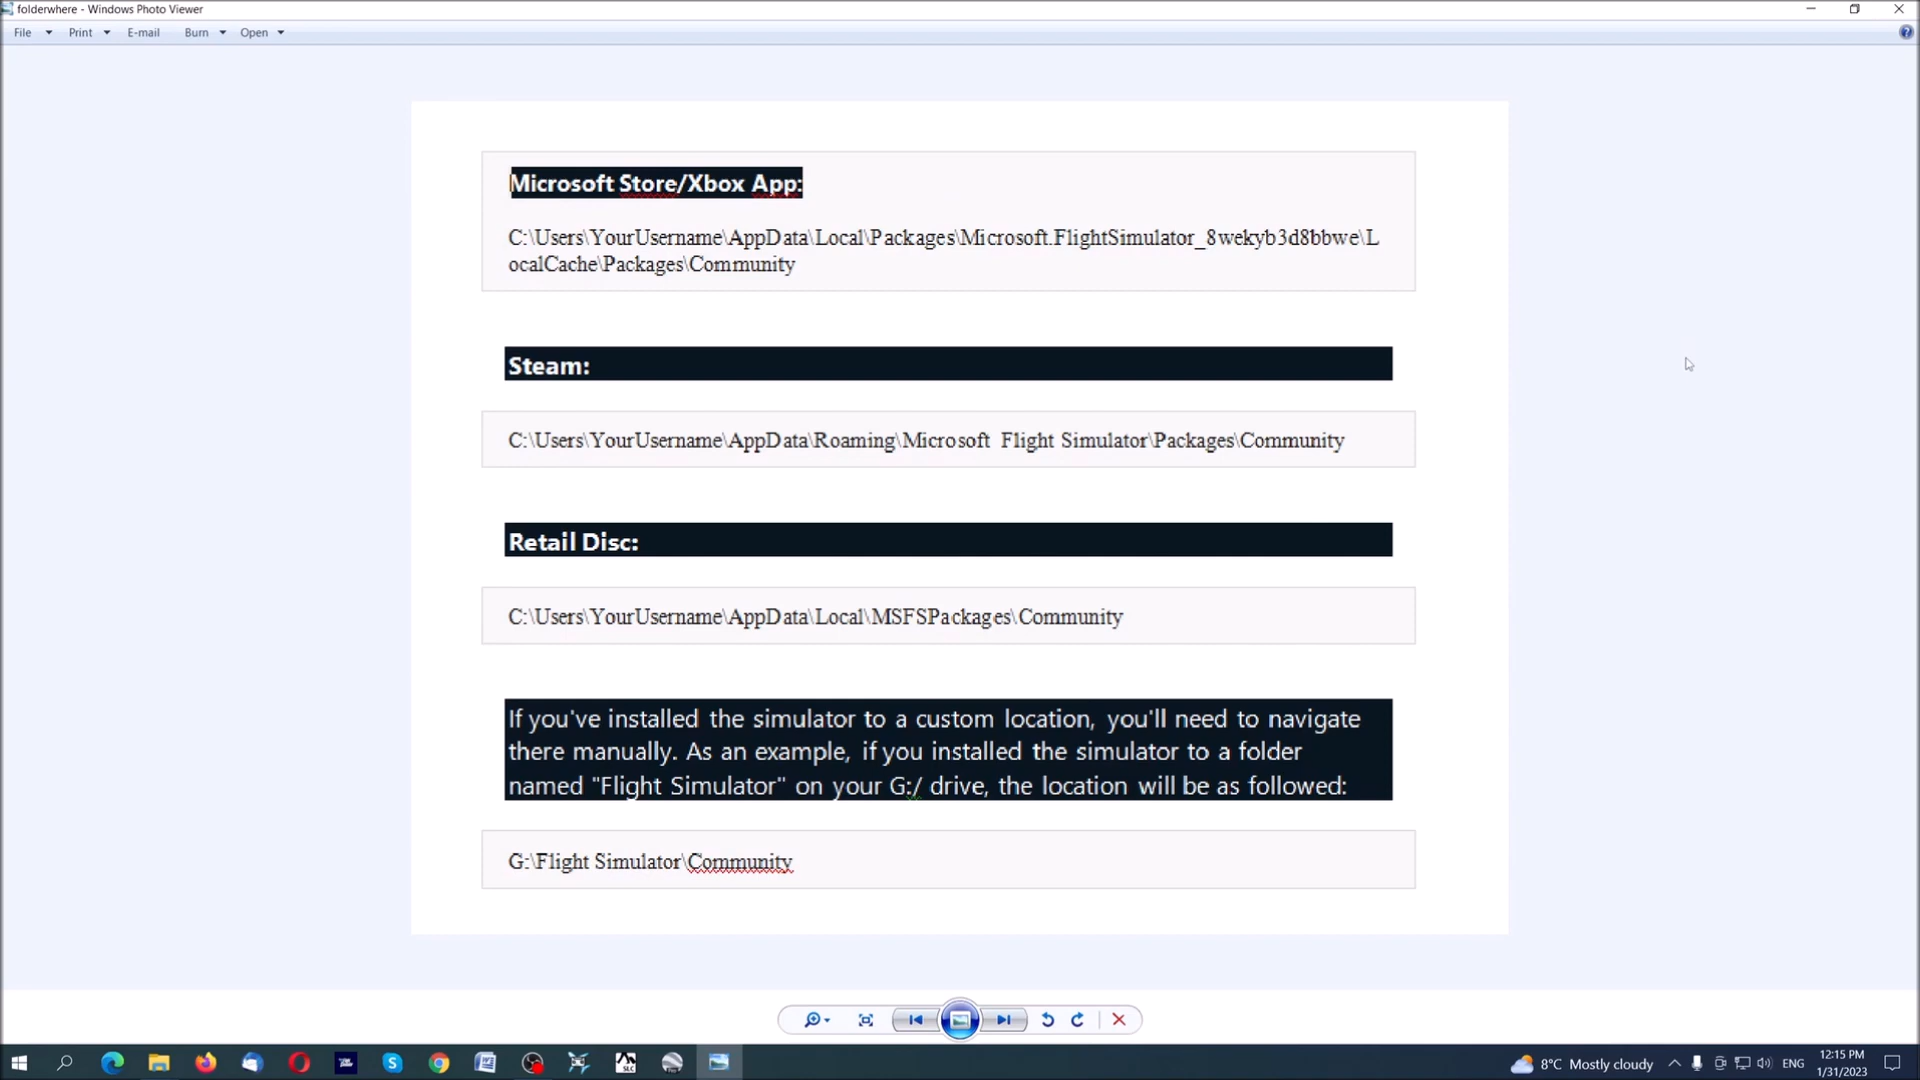 folderwhere - Windows Photo Viewer
File Print E-mail Burn Open
Microsoft Store/Xbox App:
C:\Users\YourUsername\AppData\Local\Packages\Microsoft.FlightSimulator_8wekyb3d8bbwe\L
ocalCache\Packages\Community
Steam:
C:\Users\YourUsername\AppData\Roaming\Microsoft Flight Simulator\Packages\Community
Retail Disc:
C:\Users\YourUsername\AppData\Local\MSFSPackages\Community
If you've installed the simulator to a custom location, you'll need to navigate
there manually. As an example, if you installed the simulator to a folder
named "Flight Simulator" on your G:/ drive, the location will be as followed:
G:\Flight Simulator\Community
SLC
8°C Mostly cloudy ENG
12:15 PM
1/31/2023